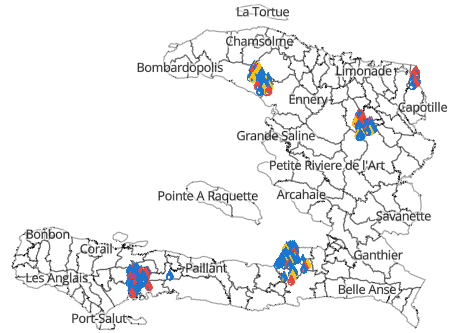 La Tortue
Chamsolme
Bombardopolis
Limonade
Ennery
Capotille
Grande Saline
Petite Riviere de l'Art
Pointe A Raquette
Arcahaie
Savanette
Bonbon
Corail
Ganthier
Paillant
Les Anglais
Belle Anse
Port-Salut